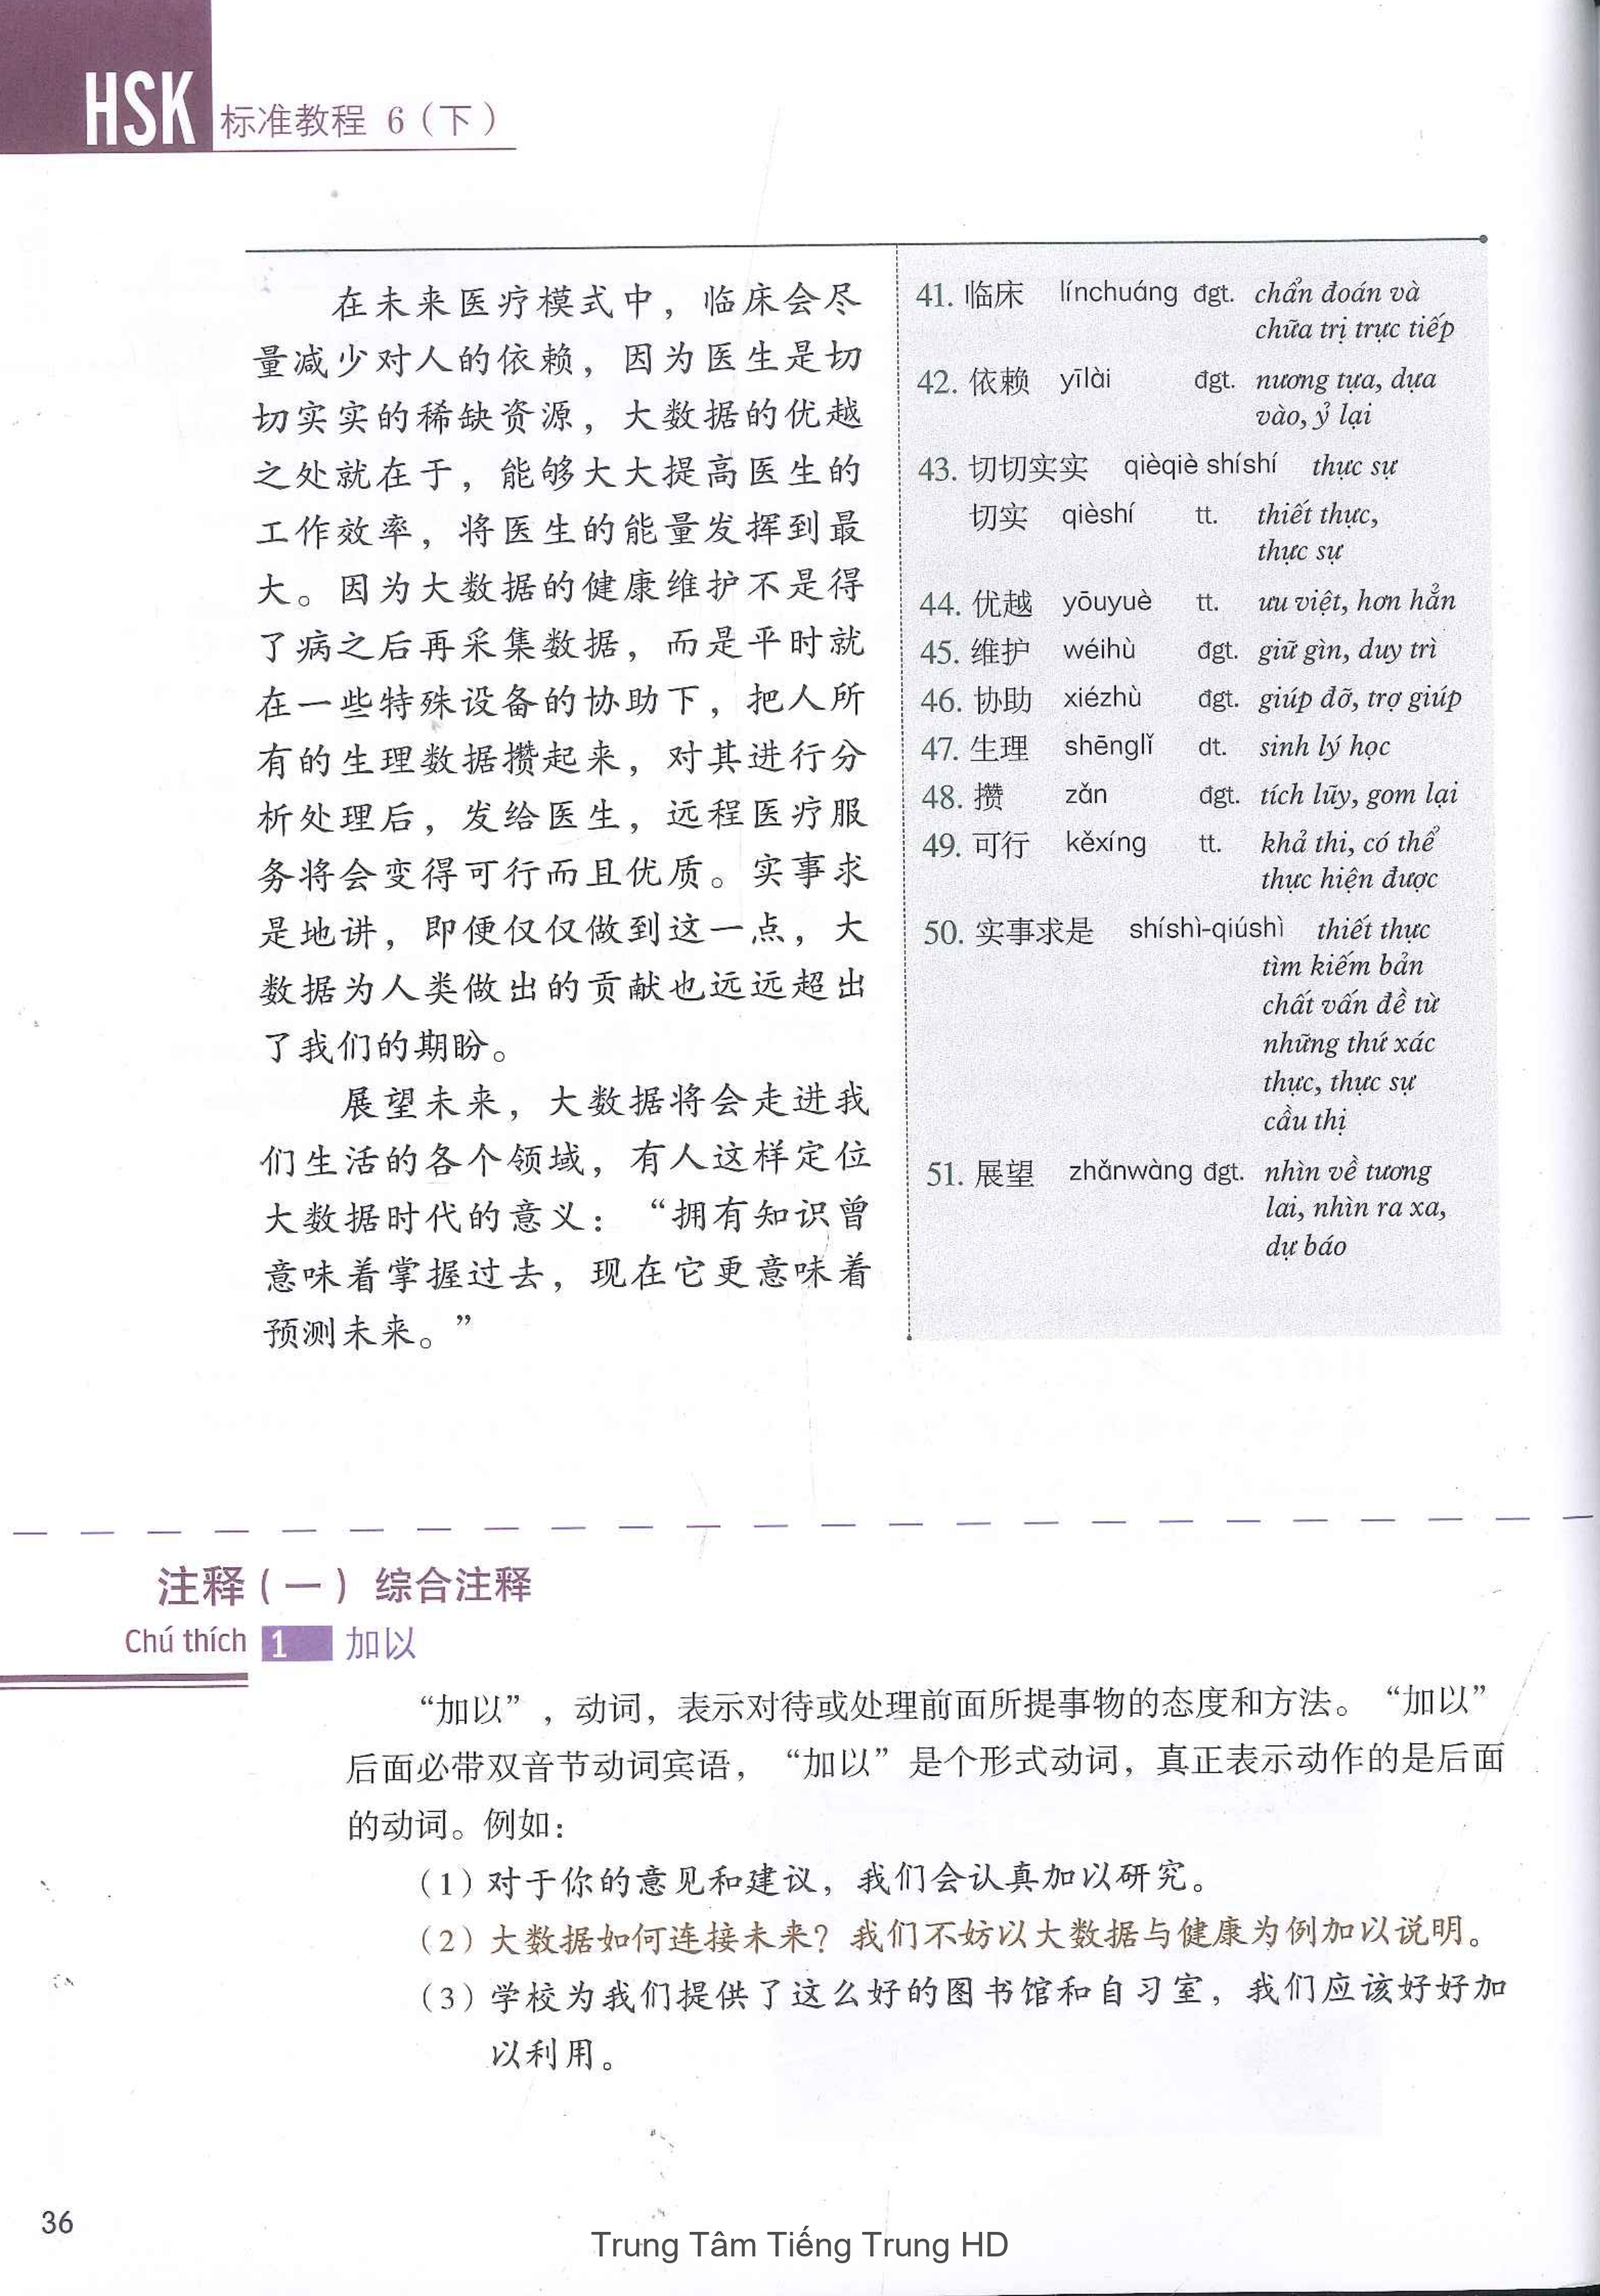 HSK 标准教程 6（下）
在未来医疗模式中，临床会尽
量减少对人的依赖，因为医生是切
切实实的稀缺资源，大数据的优越
之处就在于，能够大大提高医生的
工作效率，将医生的能量发挥到最
大。因为大数据的健康维护不是得
了病之后再采集数据，而是平时就
在一些特殊设备的协助下，把人所
有的生理数据攒起来，对其进行分
析处理后，发给医生，远程医疗服
务将会变得可行而且优质。实事求
是地讲，即便仅仅做到这一点，大
数据为人类做出的贡献也远远超出
了我们的期盼。
展望未来，大数据将会走进我
们生活的各个领域，有人这样定位
大数据时代的意义：“拥有知识曾
意味着掌握过去，现在它更意味着
预测未来。”
41. 临床 línchuáng đgt. chẩn đoán và
chữa trị trực tiếp
42. 依赖 yīlài đgt. nương tựa, dựa
vào, ỷ lại
43. 切切实实 qièqiè shíshí thực sự
切实 qièshí tt. thiết thực,
thực sự
44. 优越 yōuyuè tt. ưu việt, hơn hẳn
45. 维护 wéihù đgt. giữ gìn, duy trì
46. 协助 xiézhù đgt. giúp đỡ, trợ giúp
47. 生理 shēnglǐ dt. sinh lý học
48. 攒 zǎn đgt. tích lũy, gom lại
49. 可行 kěxíng tt. khả thi, có thể
thực hiện được
50. 实事求是 shíshì-qiúshì thiết thực
tìm kiếm bản
chất vấn đề từ
những thứ xác
thực, thực sự
cầu thị
51. 展望 zhǎnwàng đgt. nhìn về tương
lai, nhìn ra xa,
dự báo
注释（一）综合注释
Chú thích 1 加以
“加以”，动词，表示对待或处理前面所提事物的态度和方法。“加以”
后面必带双音节动词宾语，“加以”是个形式动词，真正表示动作的是后面
的动词。例如：
（1）对于你的意见和建议，我们会认真加以研究。
（2）大数据如何连接未来？我们不妨以大数据与健康为例加以说明。
（3）学校为我们提供了这么好的图书馆和自习室，我们应该好好加
以利用。
36
Trung Tâm Tiếng Trung HD